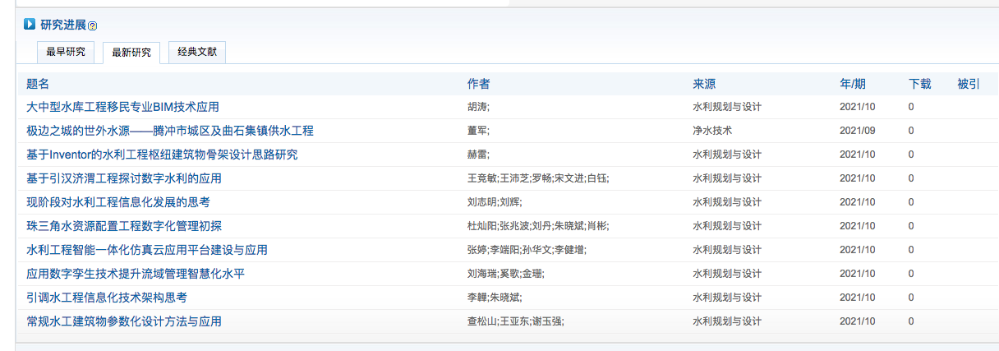 研究进展?
最早研究 最新研究 经典文献
题名 作者 来源 年/期 下载 被引
大中型水库工程移民专业BIM技术应用 胡涛; 水利规划与设计 2021/10 0
极边之城的世外水源——腾冲市城区及曲石集镇供水工程 董军; 净水技术 2021/09 0
基于Inventor的水利工程枢纽建筑物骨架设计思路研究 赫雷; 水利规划与设计 2021/10 0
基于引汉济渭工程探讨数字水利的应用 王竟敏;王沛芝;罗畅;宋文进;白钰; 水利规划与设计 2021/10 0
现阶段对水利工程信息化发展的思考 刘志明;刘辉; 水利规划与设计 2021/10 0
珠三角水资源配置工程数字化管理初探 杜灿阳;张兆波;刘丹;朱晓斌;肖彬; 水利规划与设计 2021/10 0
水利工程智能一体化仿真云应用平台建设与应用 张婷;李端阳;孙华文;李健增; 水利规划与设计 2021/10 0
应用数字孪生技术提升流域管理智慧化水平 刘海瑞;奚歌;金珊; 水利规划与设计 2021/10 0
引调水工程信息化技术架构思考 李韡;朱晓斌; 水利规划与设计 2021/10 0
常规水工建筑物参数化设计方法与应用 查松山;王亚东;谢玉强; 水利规划与设计 2021/10 0